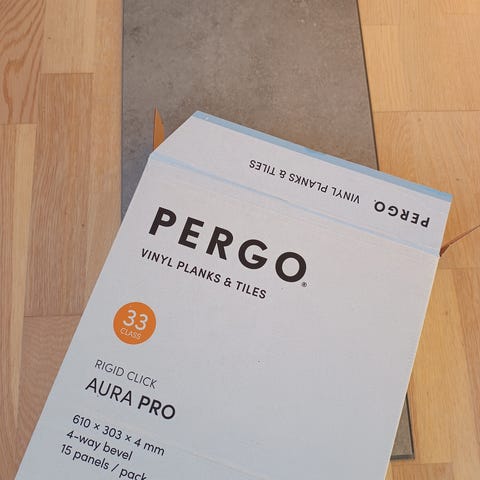 VINYL PLANKS & TILES PERGO.
PERGO®
VINYL PLANKS & TILES
33
CLASS
RIGID CLICK
AURA PRO
610 × 303 × 4 mm
4-way bevel
15 panels / pack